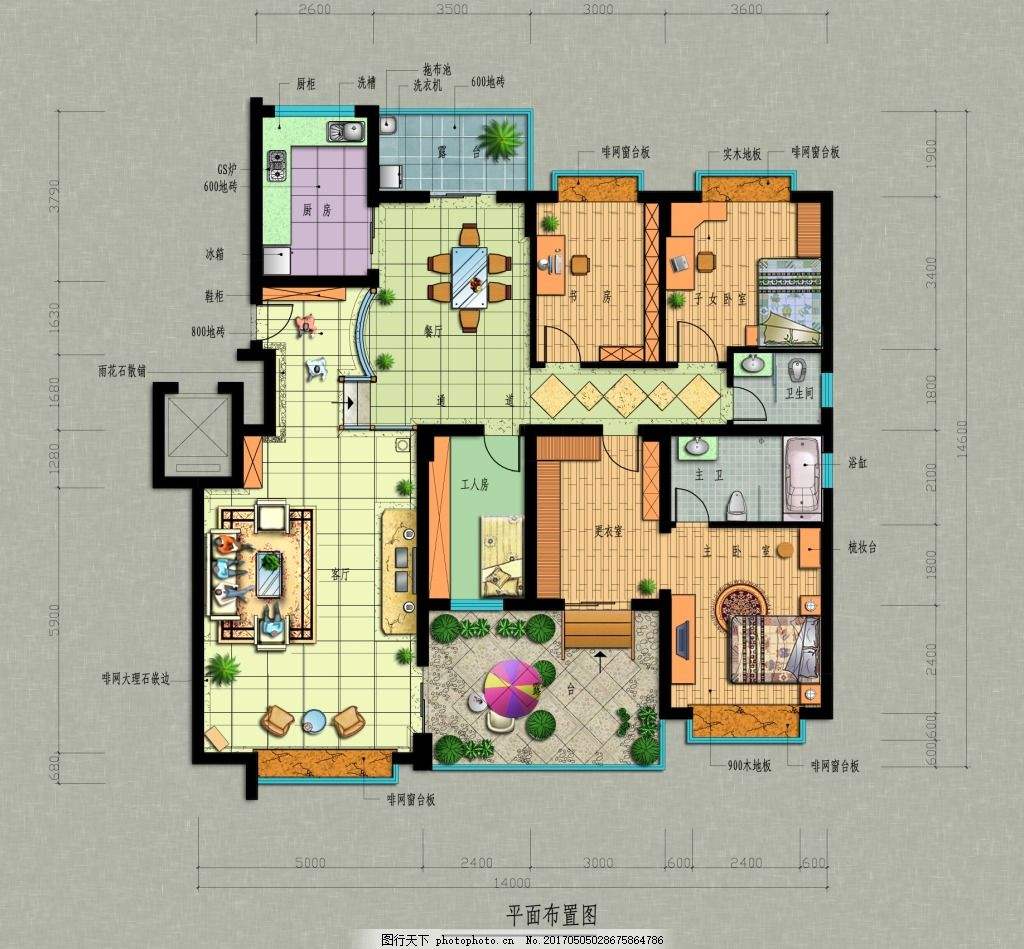 2600 3500 3000 3600
拖布池
厨柜 洗槽 洗衣机 600地砖
露台
啡网窗台板 实木地板 啡网窗台板
GS炉
600地砖
厨房
冰箱
鞋柜
800地砖
书房
子女卧室
餐厅
雨花石散铺
通道
卫生间
工人房
主卫
浴缸
更衣室
主卧室
梳妆台
客厅
啡网大理石嵌边
露台
900木地板 啡网窗台板
啡网窗台板
3790
1630
1680
1280
5900
680
1900
3400
1800
2100
1800
2400
600
600
14600
5000 2400 3000 600 2400 600
14000
平面布置图
图行天下 photophoto.cn No.20170505028675864786